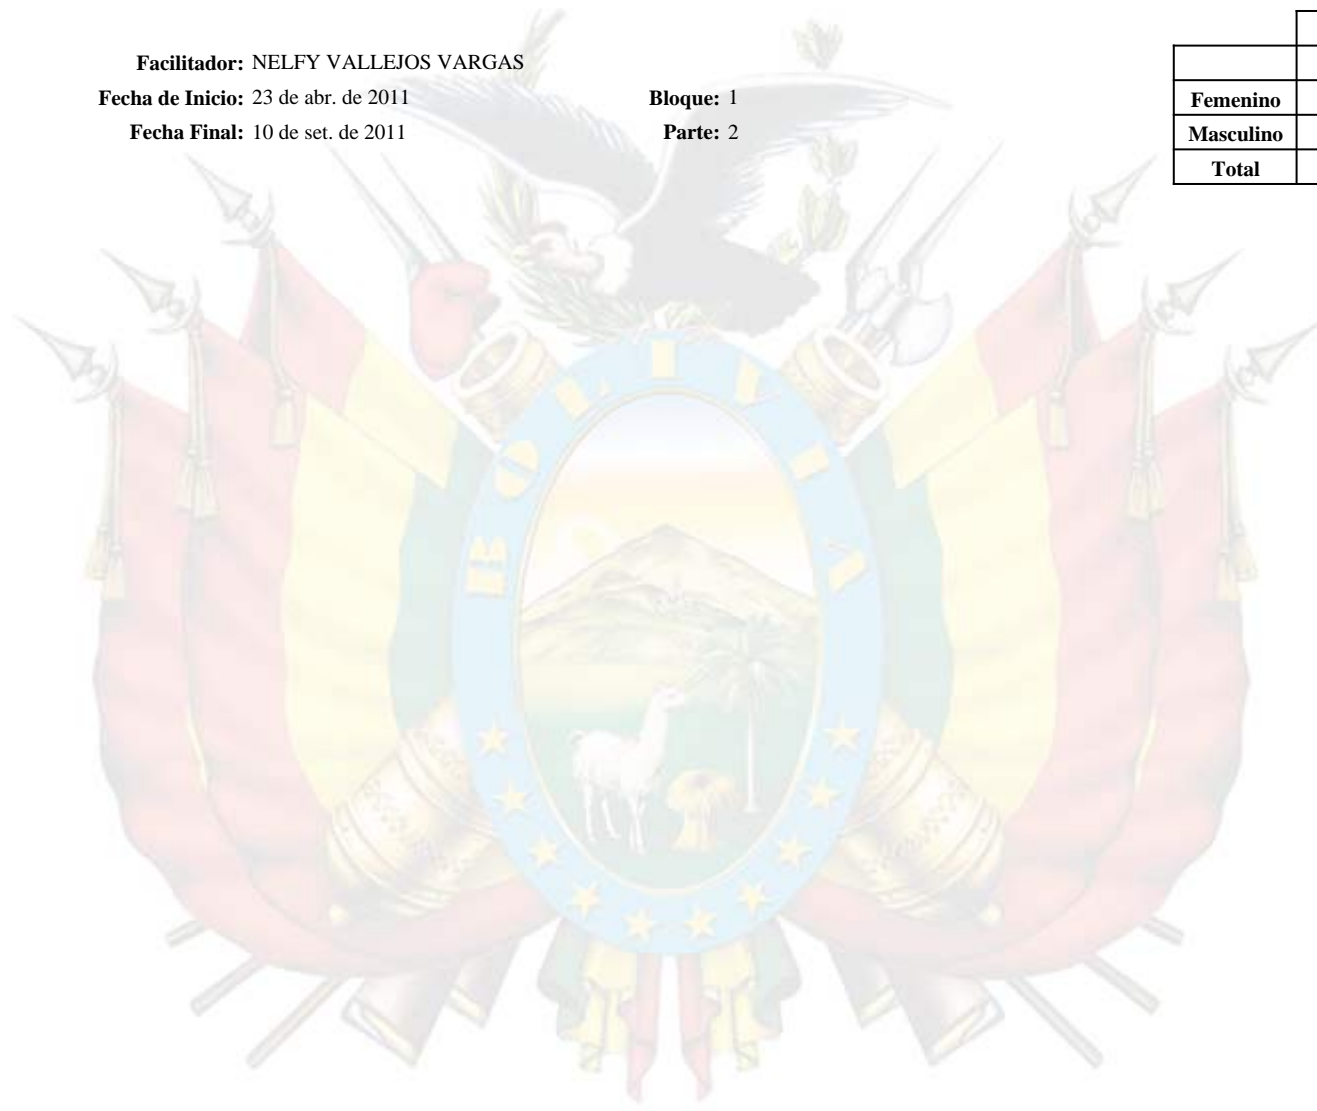 Facilitador: NELFY VALLEJOS VARGAS
Fecha de Inicio: 23 de abr. de 2011 Bloque: 1
Fecha Final: 10 de set. de 2011 Parte: 2
Femenino
Masculino
Total
BOLIVIA